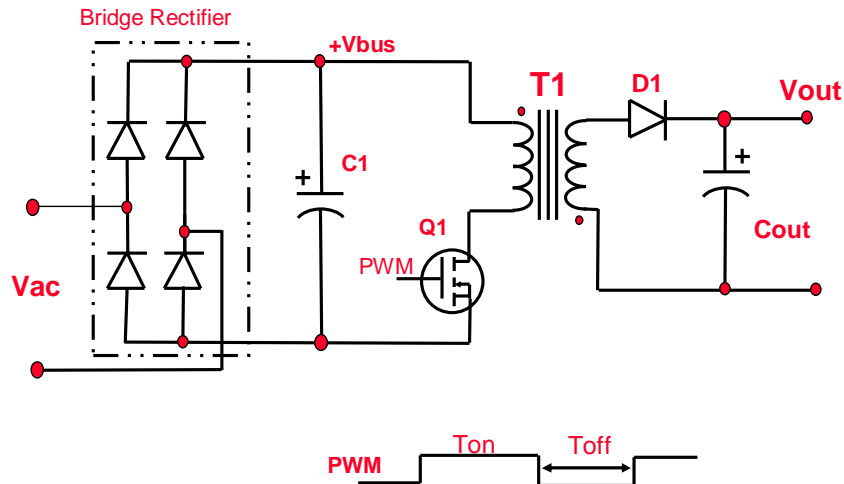 Bridge Rectifier
+Vbus
T1
D1
Vout
+
C1
+
Q1
Cout
PWM
Vac
Ton
Toff
PWM